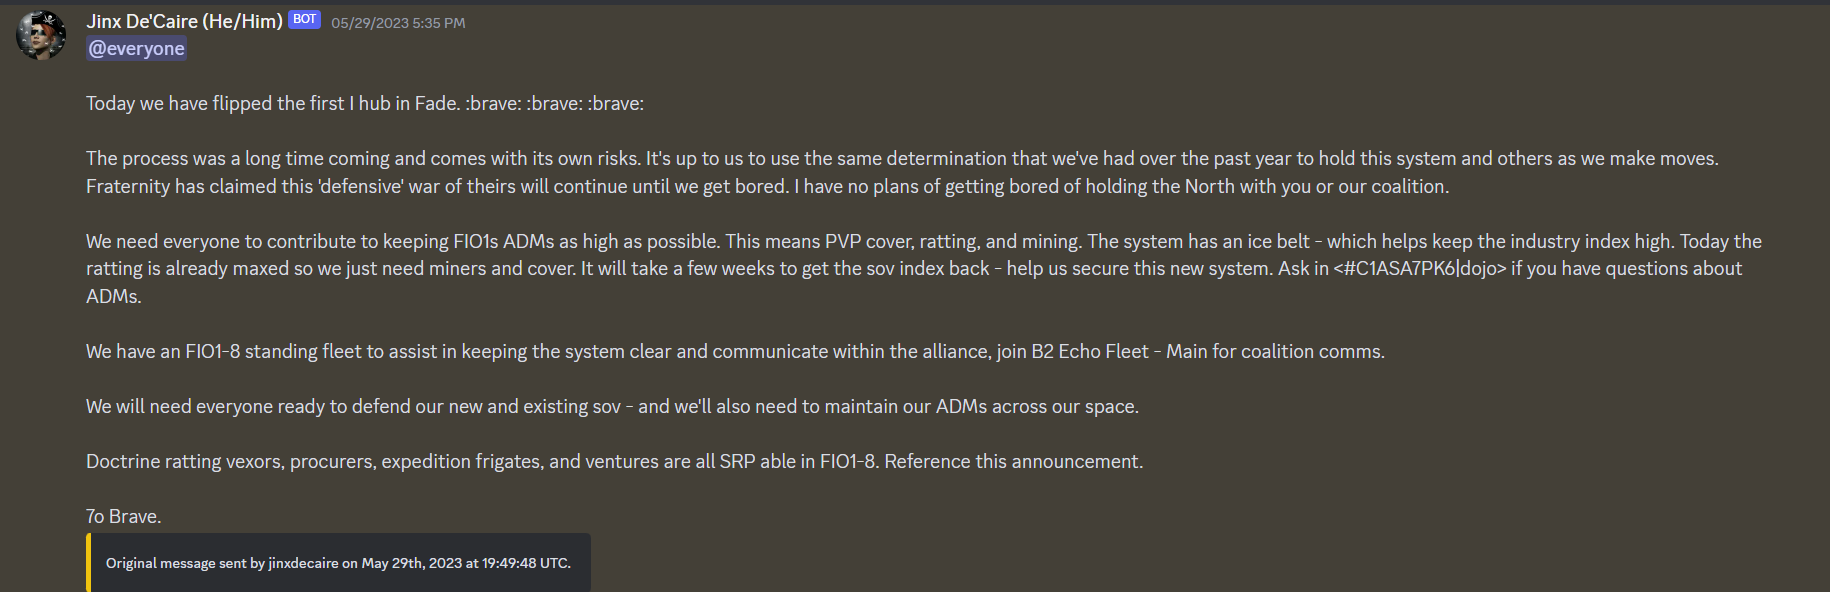 Jinx De'Caire (He/Him) BOT 05/29/2023 5:35 PM
@everyone
Today we have flipped the first I hub in Fade. :brave: :brave: :brave:
The process was a long time coming and comes with its own risks. It's up to us to use the same determination that we've had over the past year to hold this system and others as we make moves.
Fraternity has claimed this 'defensive' war of theirs will continue until we get bored. I have no plans of getting bored of holding the North with you or our coalition.
We need everyone to contribute to keeping FIO1s ADMs as high as possible. This means PVP cover, ratting, and mining. The system has an ice belt - which helps keep the industry index high. Today the
ratting is already maxed so we just need miners and cover. It will take a few weeks to get the sov index back - help us secure this new system. Ask in <#C1ASA7PK6|dojo> if you have questions about
ADMs.
We have an FIO1-8 standing fleet to assist in keeping the system clear and communicate within the alliance, join B2 Echo Fleet - Main for coalition comms.
We will need everyone ready to defend our new and existing sov - and we'll also need to maintain our ADMs across our space.
Doctrine ratting vexors, procurers, expedition frigates, and ventures are all SRP able in FIO1-8. Reference this announcement.
7o Brave.
Original message sent by jinxdecaire on May 29th, 2023 at 19:49:48 UTC.